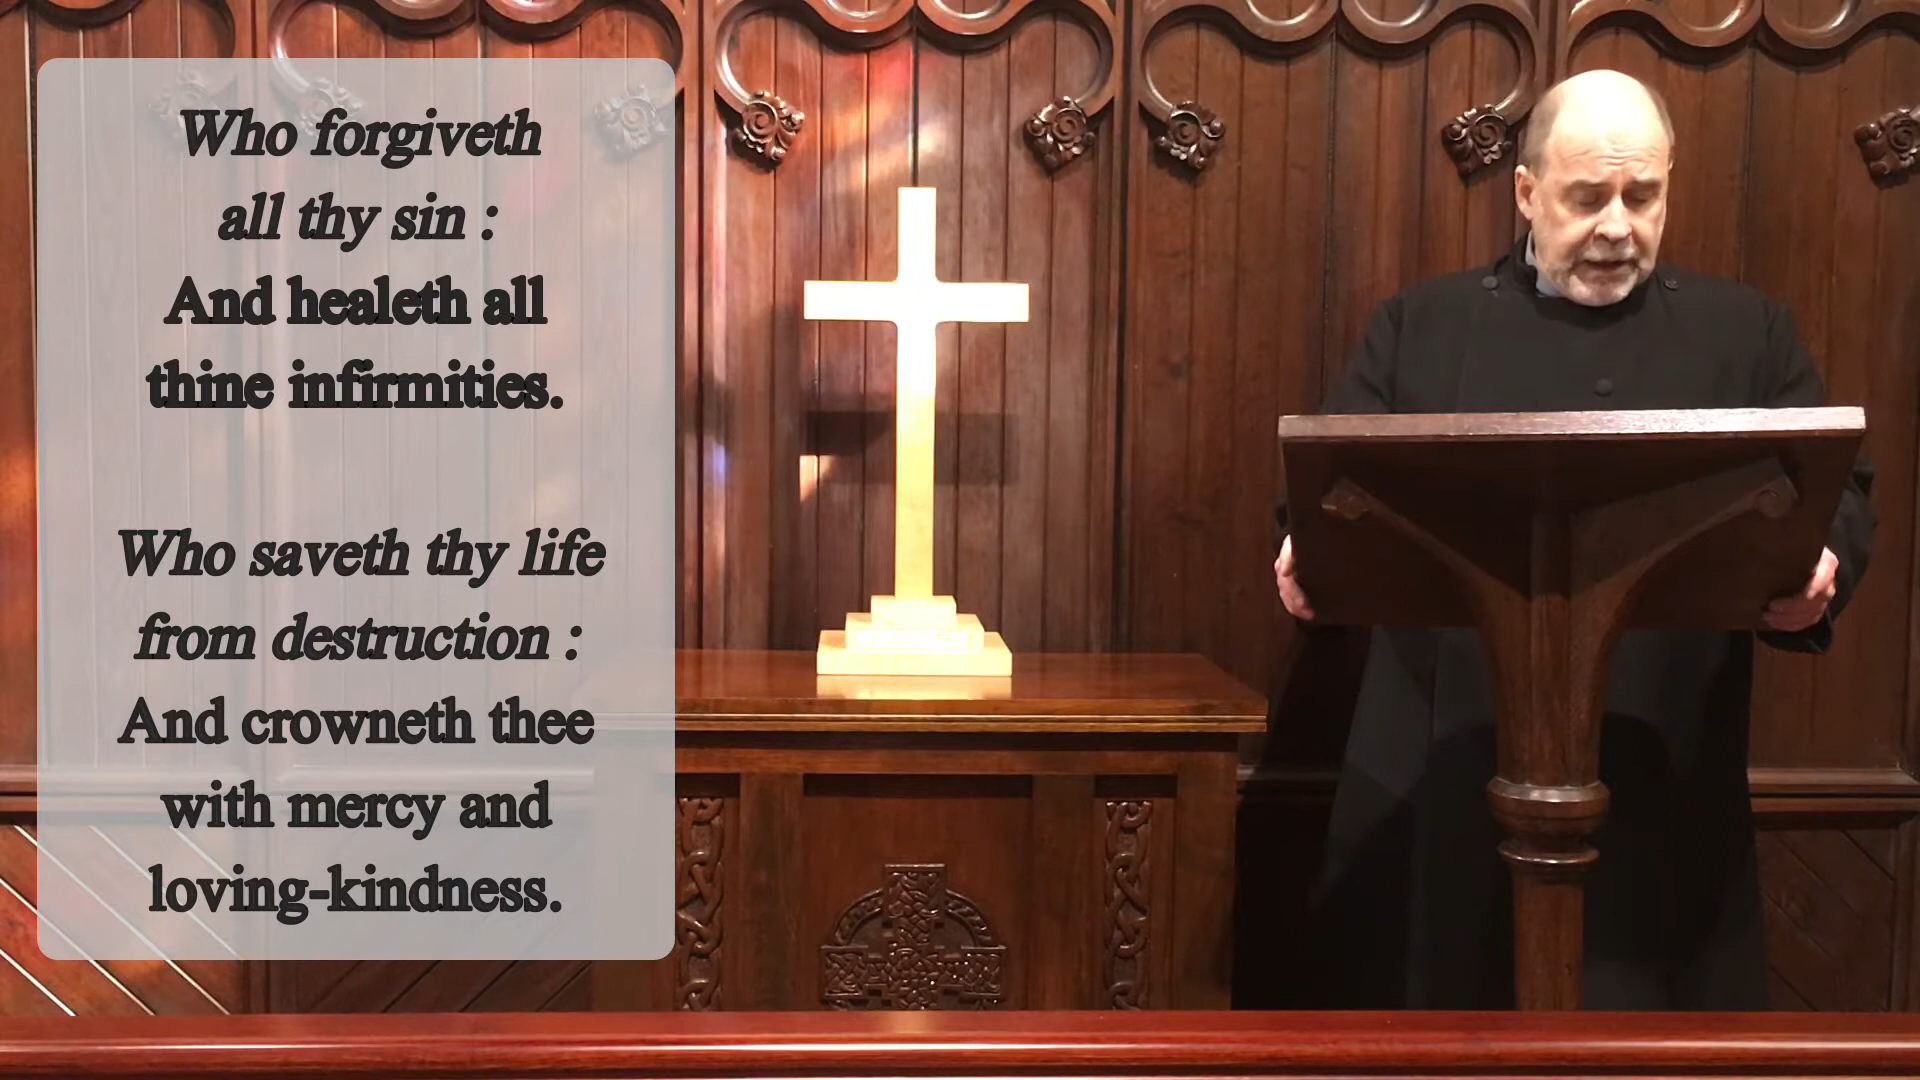 Who forgiveth
all thy sin :
And healeth all
thine infirmities.
Who saveth thy life
from destruction :
And crowneth thee
with mercy and
loving-kindness.